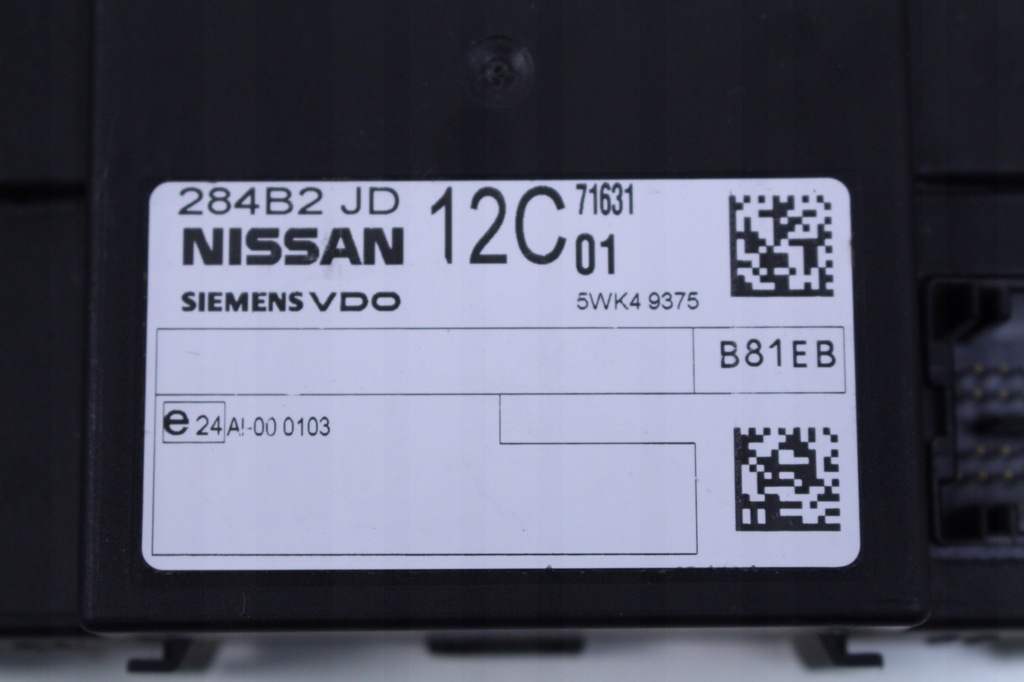 284B2 JD 12C 71631
NISSAN 01
SIEMENS VDO 5WK4 9375
B81EB
e 24 AI-00 0103